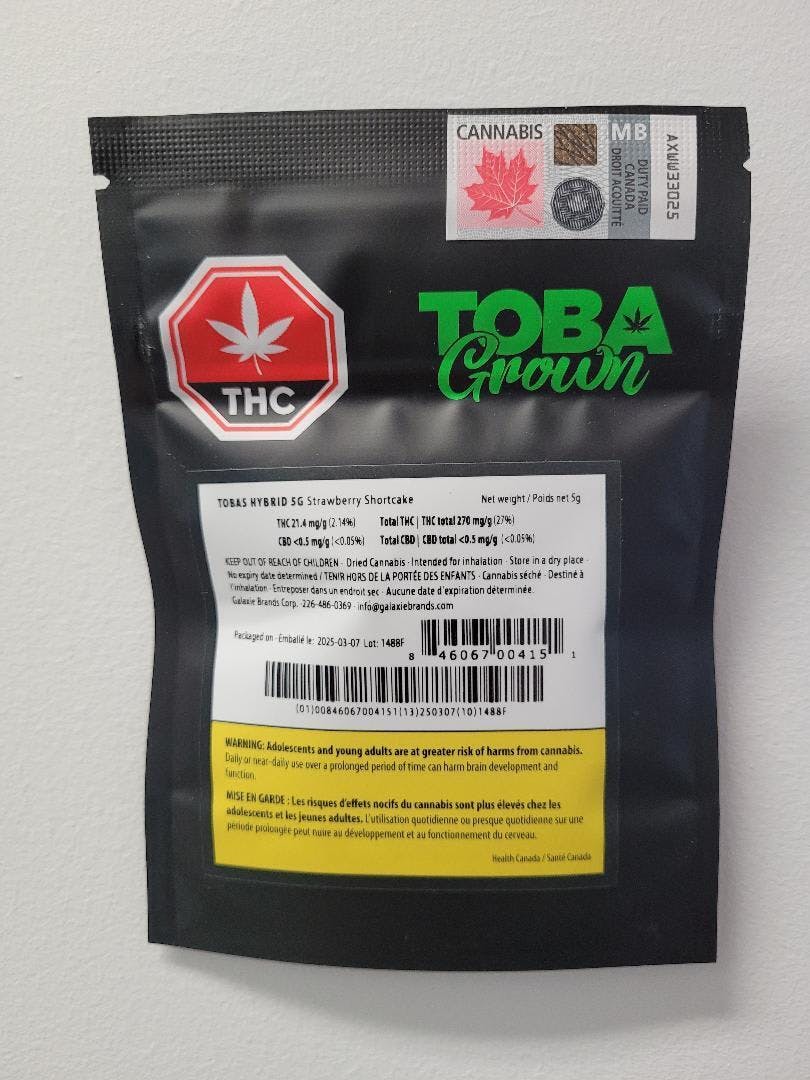 CANNABIS
MB
DUTY PAID
CANADA
DROIT ACQUITTÉ
AXWW33025
THC
TOBA
Grown
TOBAS HYBRID 5G Strawberry Shortcake Net weight / Poids net 5g
THC 21.4 mg/g (2.14%) Total THC | THC total 270 mg/g (27%)
CBD <0.5 mg/g (<0.05%) Total CBD | CBD total <0.5 mg/g (<0.05%)
KEEP OUT OF REACH OF CHILDREN · Dried Cannabis · Intended for inhalation · Store in a dry place ·
No expiry date determined / TENIR HORS DE LA PORTÉE DES ENFANTS · Cannabis séché · Destiné à
l'inhalation · Entreposer dans un endroit sec · Aucune date d'expiration déterminée.
Galaxie Brands Corp. · 226-486-0369 · info@galaxiebrands.com
Packaged on · Emballé le: 2025-03-07 Lot: 1488F
8 46067 00415 1
(01)00846067004151(13)250307(10)1488F
WARNING: Adolescents and young adults are at greater risk of harms from cannabis.
Daily or near-daily use over a prolonged period of time can harm brain development and
function.
MISE EN GARDE : Les risques d'effets nocifs du cannabis sont plus élevés chez les
adolescents et les jeunes adultes. L'utilisation quotidienne ou presque quotidienne sur une
période prolongée peut nuire au développement et au fonctionnement du cerveau.
Health Canada / Santé Canada